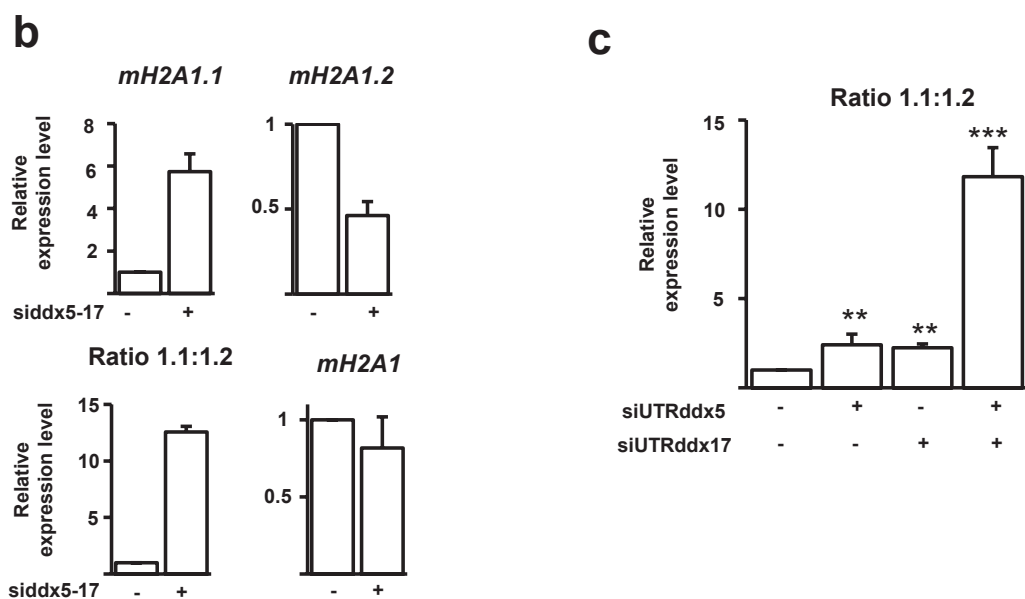 b
mH2A1.1
mH2A1.2
Relative
expression level
8
6
4
2
1
0.5
siddx5-17 - + - +
Ratio 1.1:1.2
mH2A1
Relative
expression level
15
10
5
1
0.5
siddx5-17 - + - +
c
Ratio 1.1:1.2
Relative
expression level
15
10
5
**
**
***
siUTRddx5 - + - +
siUTRddx17 - - + +